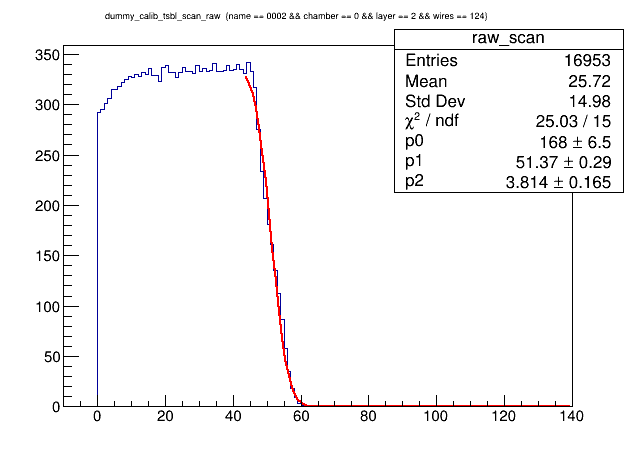 dummy_calib_tsbl_scan_raw (name == 0002 && chamber == 0 && layer == 2 && wires == 124)
raw_scan
Entries 16953
Mean 25.72
Std Dev 14.98
χ² / ndf 25.03 / 15
p0 168 ± 6.5
p1 51.37 ± 0.29
p2 3.814 ± 0.165
350
300
250
200
150
100
50
0
0 20 40 60 80 100 120 140